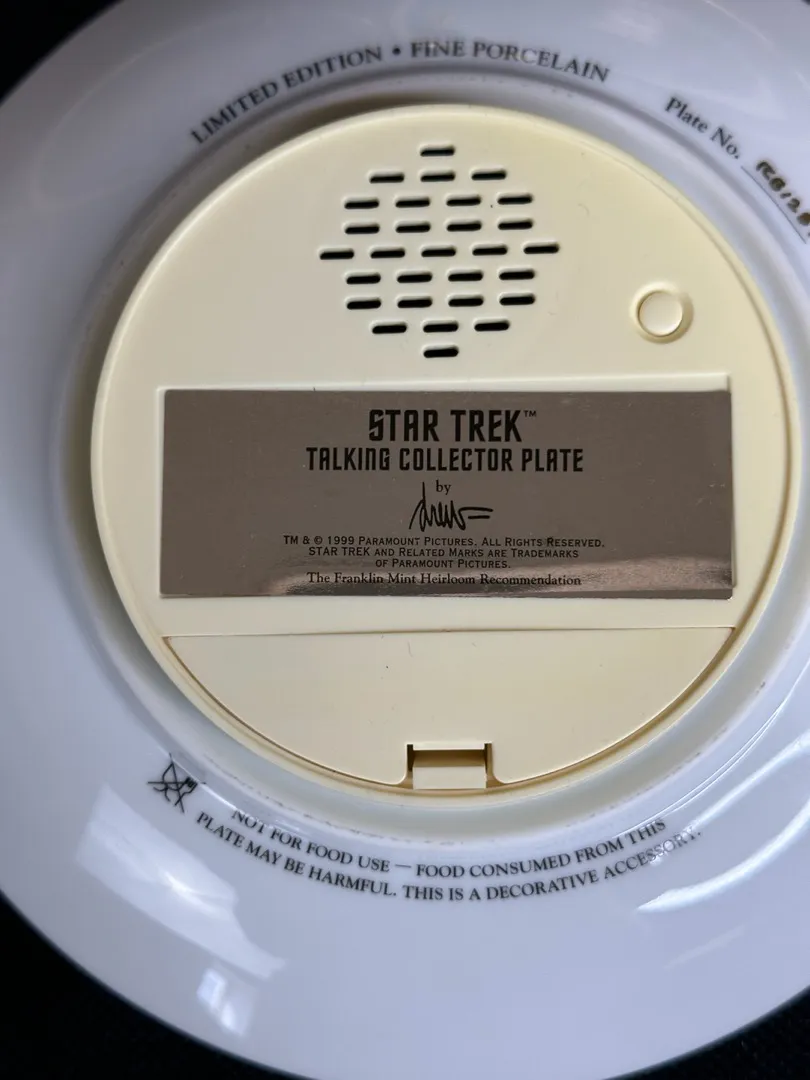 LIMITED EDITION • FINE PORCELAIN
Plate No.
STAR TREK™
TALKING COLLECTOR PLATE
by
TM & © 1999 PARAMOUNT PICTURES. ALL RIGHTS RESERVED.
STAR TREK AND RELATED MARKS ARE TRADEMARKS
OF PARAMOUNT PICTURES.
The Franklin Mint Heirloom Recommendation
NOT FOR FOOD USE — FOOD CONSUMED FROM THIS
PLATE MAY BE HARMFUL. THIS IS A DECORATIVE ACCESSORY.